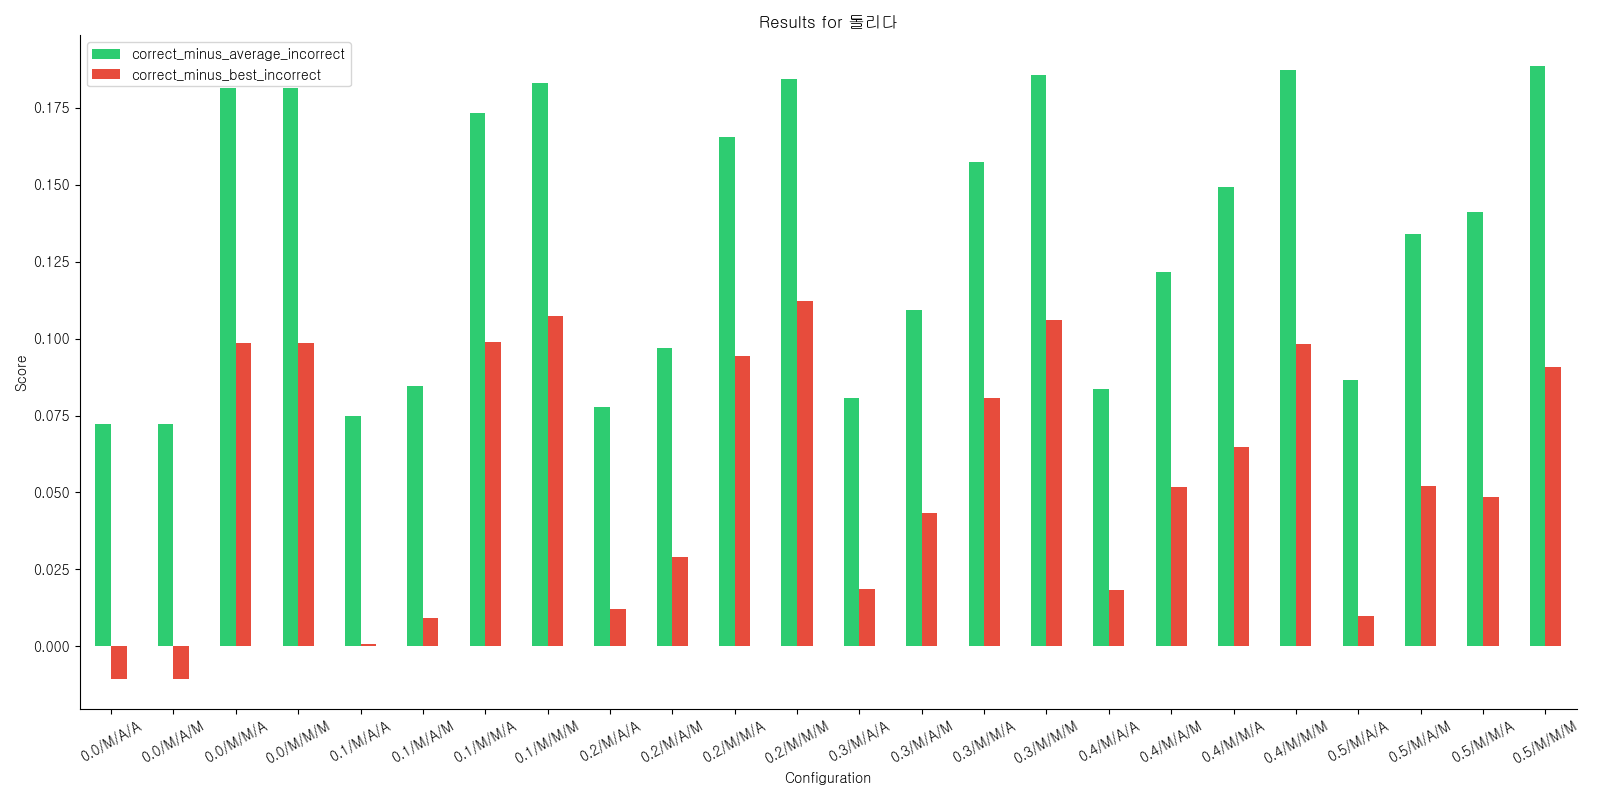 Results for 돌리다
correct_minus_average_incorrect
correct_minus_best_incorrect
Score
0.175
0.150
0.125
0.100
0.075
0.050
0.025
0.000
0.0/M/A/A
0.0/M/A/M
0.0/M/M/A
0.0/M/M/M
0.1/M/A/A
0.1/M/A/M
0.1/M/M/A
0.1/M/M/M
0.2/M/A/A
0.2/M/A/M
0.2/M/M/A
0.2/M/M/M
0.3/M/A/A
0.3/M/A/M
0.3/M/M/A
0.3/M/M/M
0.4/M/A/A
0.4/M/A/M
0.4/M/M/A
0.4/M/M/M
0.5/M/A/A
0.5/M/A/M
0.5/M/M/A
0.5/M/M/M
Configuration